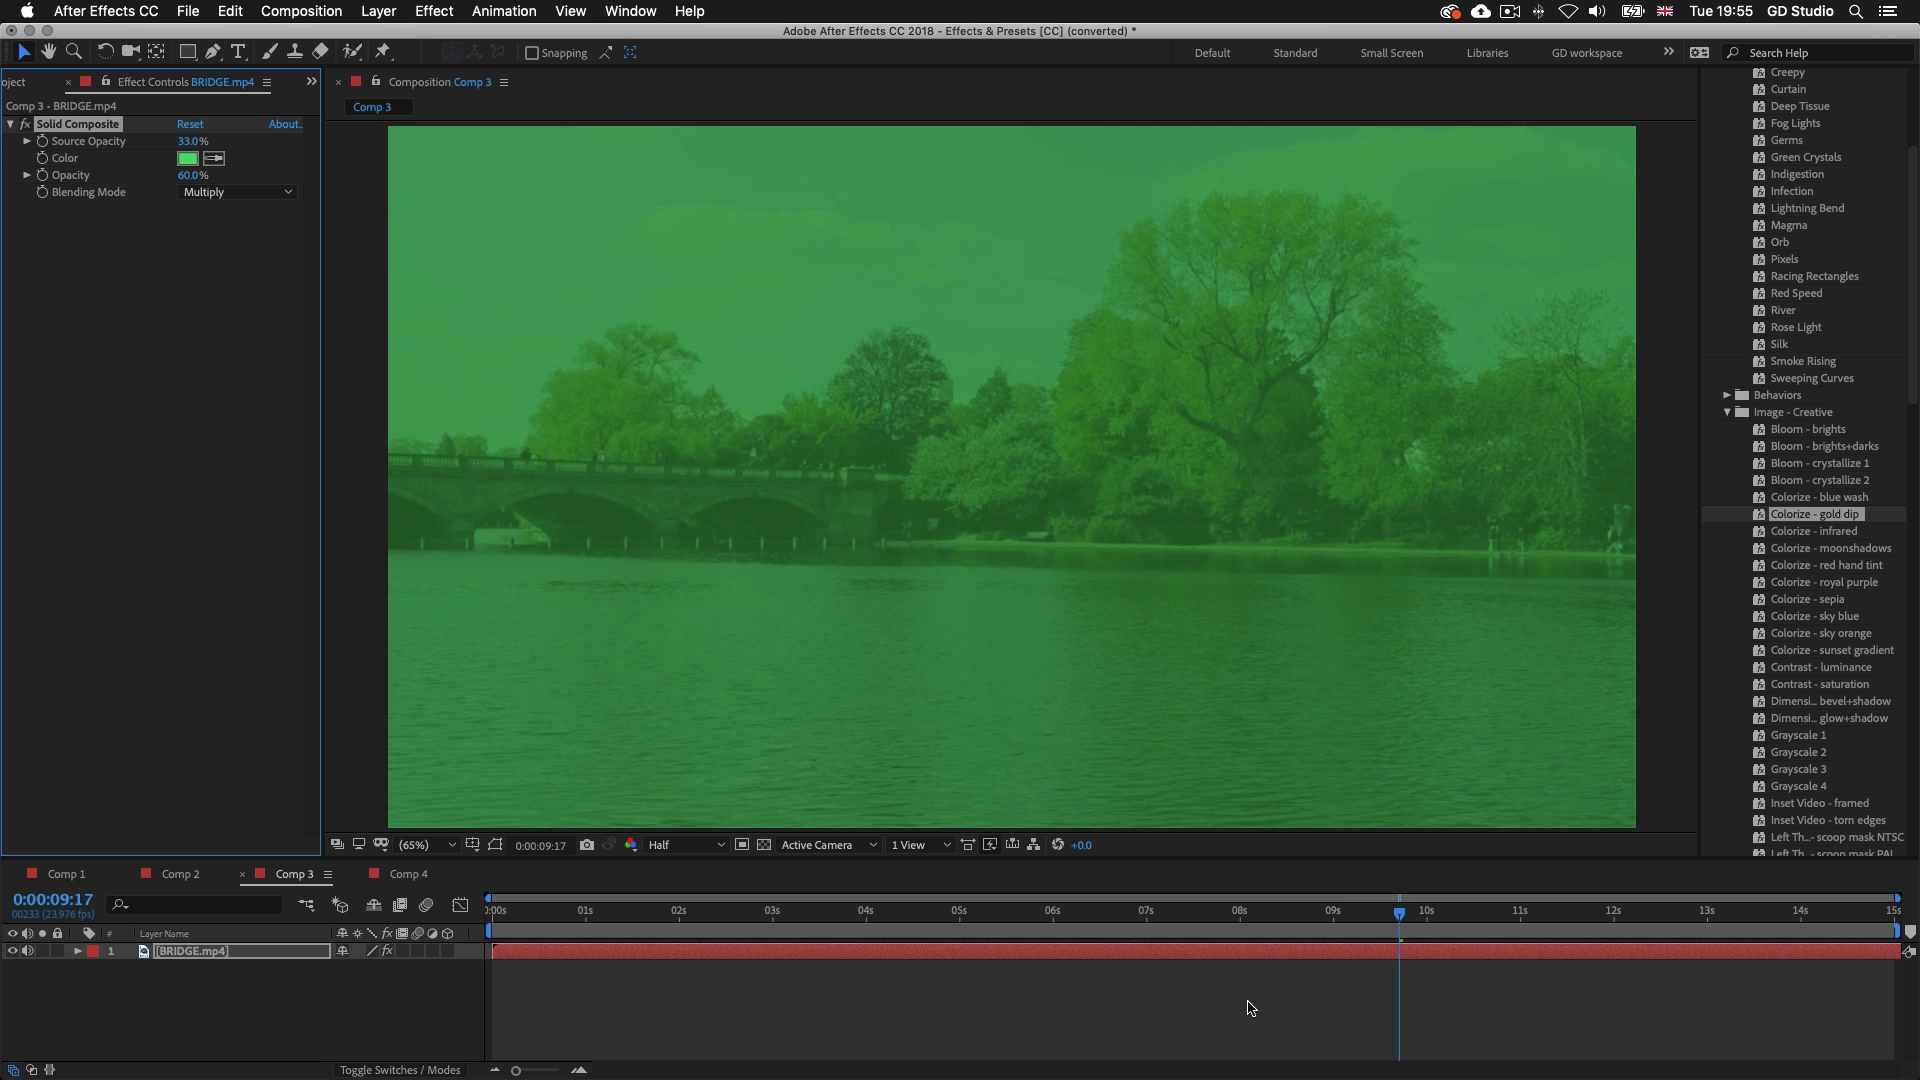 After Effects CC File Edit Composition Layer Effect Animation View Window Help Tue 19:55 GD Studio
Adobe After Effects CC 2018 - Effects & Presets [CC] (converted) *
Snapping Default Standard Small Screen Libraries GD workspace Search Help
oject × Effect Controls BRIDGE.mp4
Comp 3 • BRIDGE.mp4
fx Solid Composite Reset About..
Source Opacity 33.0%
Color
Opacity 60.0%
Blending Mode Multiply
Composition Comp 3
Comp 3
Creepy
Curtain
Deep Tissue
Fog Lights
Germs
Green Crystals
Indigestion
Infection
Lightning Bend
Magma
Orb
Pixels
Racing Rectangles
Red Speed
River
Rose Light
Silk
Smoke Rising
Sweeping Curves
Behaviors
Image - Creative
Bloom - brights
Bloom - brights+darks
Bloom - crystallize 1
Bloom - crystallize 2
Colorize - blue wash
Colorize - gold dip
Colorize - infrared
Colorize - moonshadows
Colorize - red hand tint
Colorize - royal purple
Colorize - sepia
Colorize - sky blue
Colorize - sky orange
Colorize - sunset gradient
Contrast - luminance
Contrast - saturation
Dimensi... bevel+shadow
Dimensi... glow+shadow
Grayscale 1
Grayscale 2
Grayscale 3
Grayscale 4
Inset Video - framed
Inset Video - torn edges
Left Th...- scoop mask NTSC
Left Th...- scoop mask PAL
(65%) 0:00:09:17 Half Active Camera 1 View +0.0
Comp 1 Comp 2 × Comp 3 Comp 4
0:00:09:17
00233 (23.976 fps)
0:00s 01s 02s 03s 04s 05s 06s 07s 08s 09s 10s 11s 12s 13s 14s 15s
# Layer Name fx
1 [BRIDGE.mp4] fx
Toggle Switches / Modes